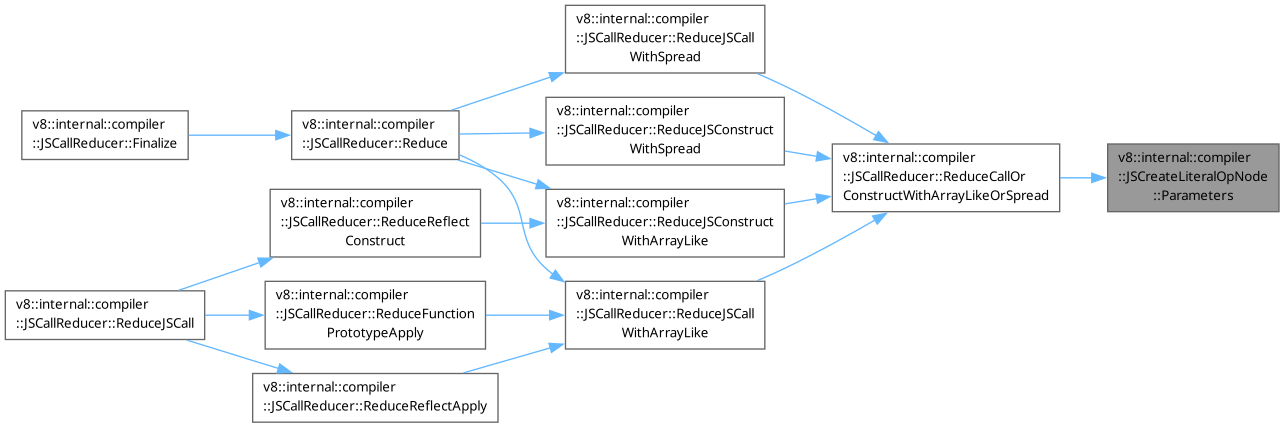 v8::internal::compiler
::JSCallReducer::ReduceJSCall
WithSpread
v8::internal::compiler
::JSCallReducer::Finalize
v8::internal::compiler
::JSCallReducer::Reduce
v8::internal::compiler
::JSCallReducer::ReduceJSConstruct
WithSpread
v8::internal::compiler
::JSCallReducer::ReduceCallOr
ConstructWithArrayLikeOrSpread
v8::internal::compiler
::JSCreateLiteralOpNode
::Parameters
v8::internal::compiler
::JSCallReducer::ReduceReflect
Construct
v8::internal::compiler
::JSCallReducer::ReduceJSConstruct
WithArrayLike
v8::internal::compiler
::JSCallReducer::ReduceJSCall
v8::internal::compiler
::JSCallReducer::ReduceFunction
PrototypeApply
v8::internal::compiler
::JSCallReducer::ReduceJSCall
WithArrayLike
v8::internal::compiler
::JSCallReducer::ReduceReflectApply